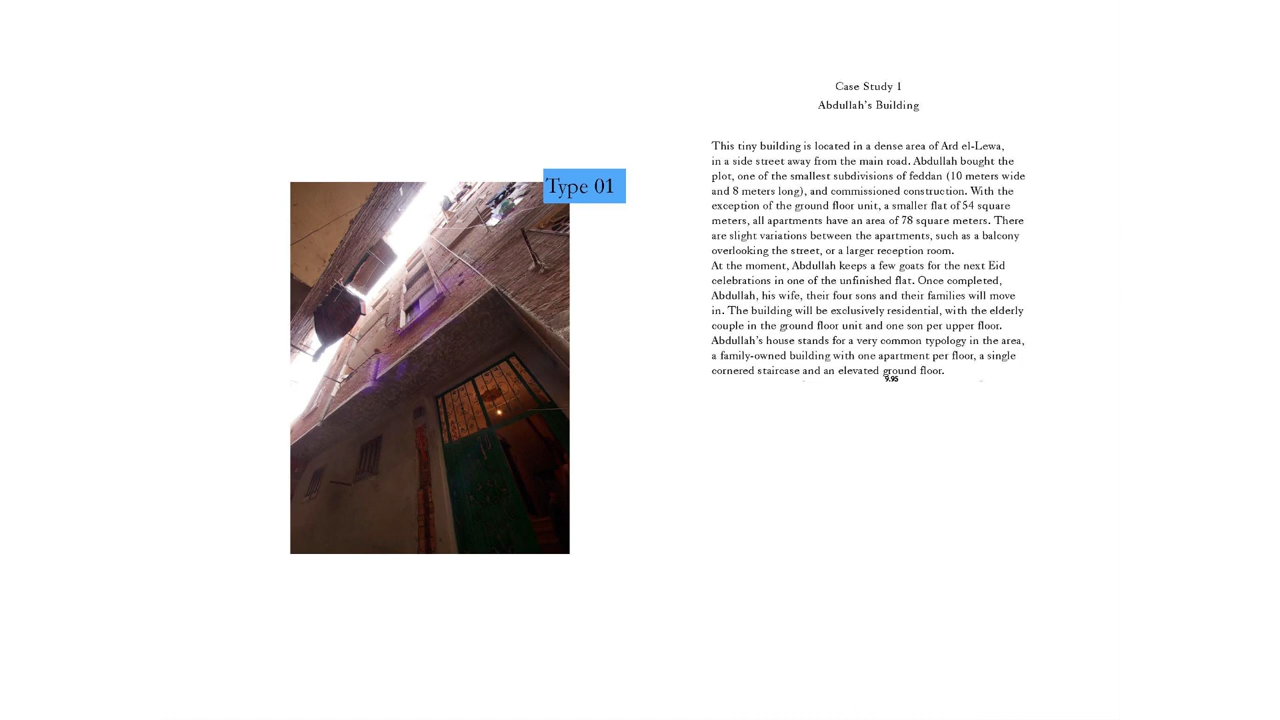 Type 01
Case Study 1
Abdullah's Building
This tiny building is located in a dense area of Ard el-Lewa,
in a side street away from the main road. Abdullah bought the
plot, one of the smallest subdivisions of feddan (10 meters wide
and 8 meters long), and commissioned construction. With the
exception of the ground floor unit, a smaller flat of 54 square
meters, all apartments have an area of 78 square meters. There
are slight variations between the apartments, such as a balcony
overlooking the street, or a larger reception room.
At the moment, Abdullah keeps a few goats for the next Eid
celebrations in one of the unfinished flat. Once completed,
Abdullah, his wife, their four sons and their families will move
in. The building will be exclusively residential, with the elderly
couple in the ground floor unit and one son per upper floor.
Abdullah's house stands for a very common typology in the area,
a family-owned building with one apartment per floor, a single
cornered staircase and an elevated ground floor.
9.95